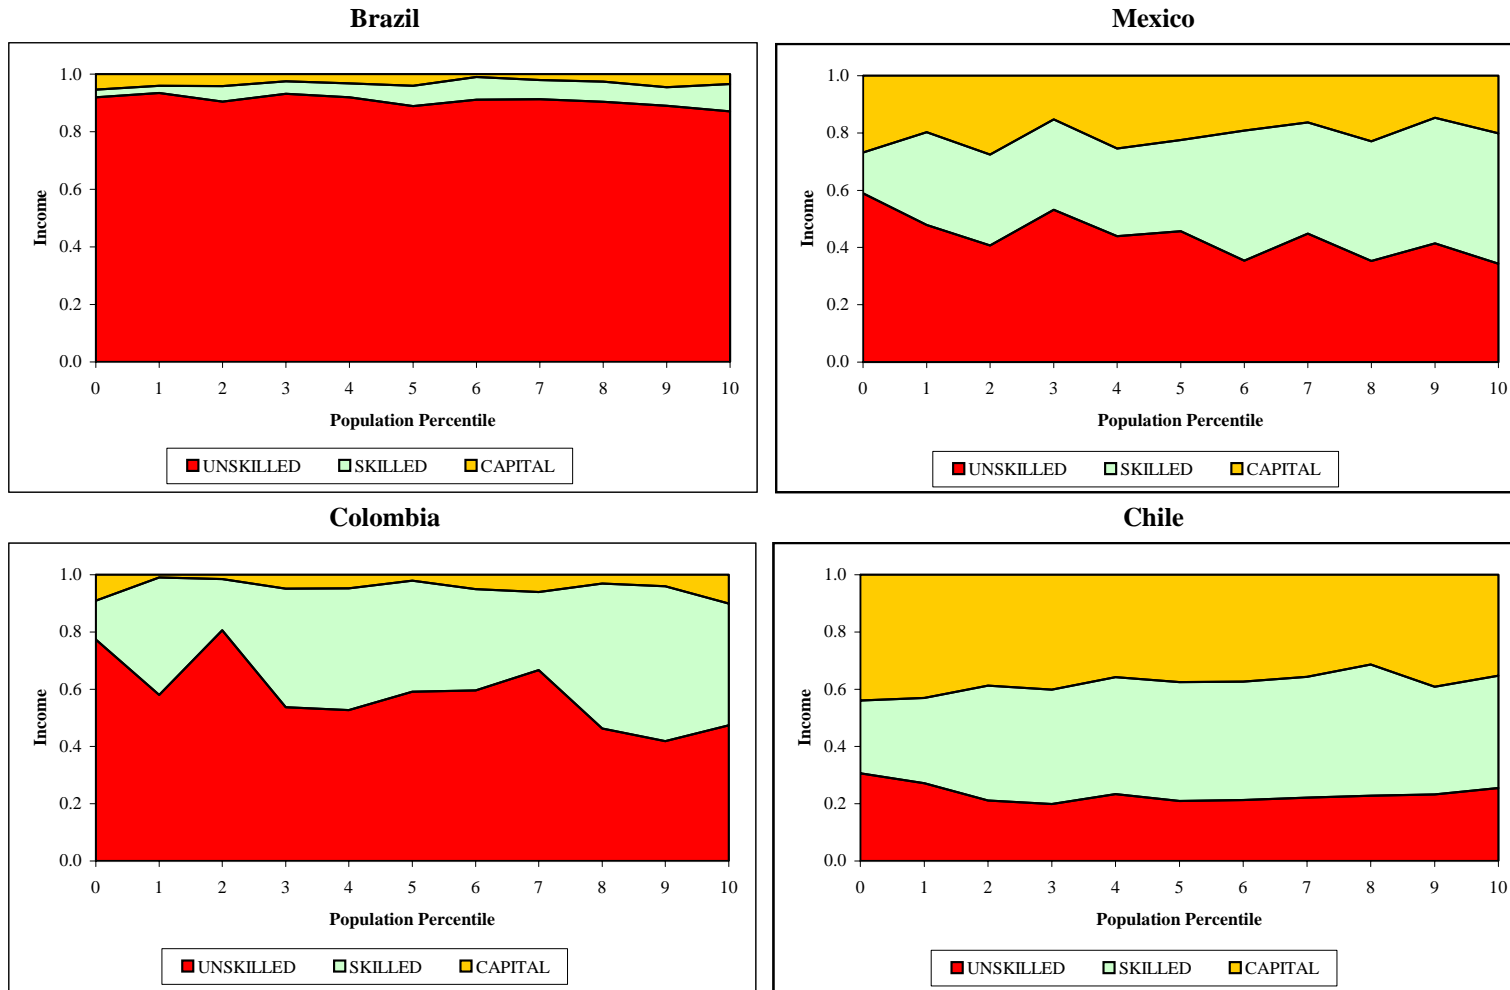 Brazil
1.0
0.8
0.6
0.4
0.2
0.0
Income
0 1 2 3 4 5 6 7 8 9 10
Population Percentile
UNSKILLED SKILLED CAPITAL
Mexico
1.0
0.8
0.6
0.4
0.2
0.0
Income
0 1 2 3 4 5 6 7 8 9 10
Population Percentile
UNSKILLED SKILLED CAPITAL
Colombia
1.0
0.8
0.6
0.4
0.2
0.0
Income
0 1 2 3 4 5 6 7 8 9 10
Population Percentile
UNSKILLED SKILLED CAPITAL
Chile
1.0
0.8
0.6
0.4
0.2
0.0
Income
0 1 2 3 4 5 6 7 8 9 10
Population Percentile
UNSKILLED SKILLED CAPITAL